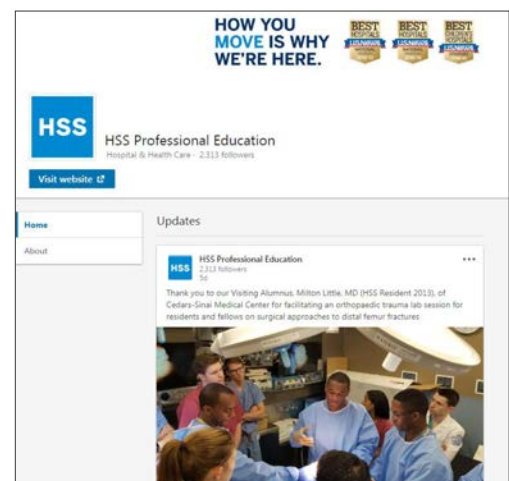 HOW YOU
MOVE IS WHY
WE'RE HERE.
BEST
HOSPITALS
U.S. NEWS
BEST
HOSPITALS
U.S. NEWS
BEST
CHILDREN'S
HOSPITALS
U.S. NEWS
HSS
HSS Professional Education
Hospital & Health Care · 2,313 followers
Visit website
Home
About
Updates
HSS
HSS Professional Education
2,313 followers
5d
Thank you to our Visiting Alumnus, Milton Little, MD (HSS Resident 2013), of
Cedars-Sinai Medical Center for facilitating an orthopaedic trauma lab session for
residents and fellows on surgical approaches to distal femur fractures